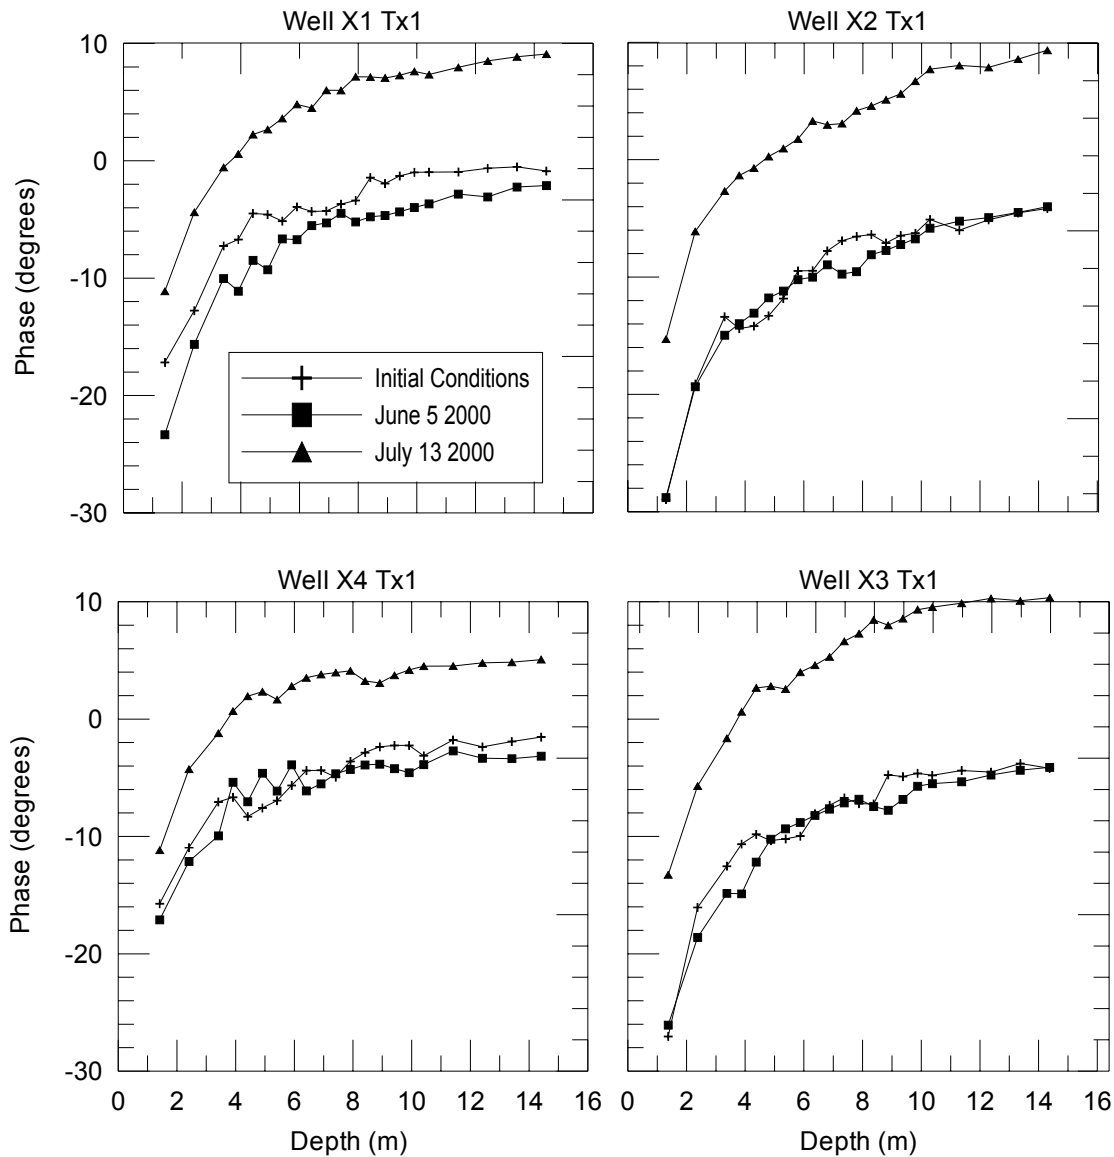 Well X1 Tx1
Well X2 Tx1
10
0
-10
-20
-30
Phase (degrees)
Initial Conditions
June 5 2000
July 13 2000
Well X4 Tx1
Well X3 Tx1
10
0
-10
-20
-30
Phase (degrees)
0 2 4 6 8 10 12 14 16
0 2 4 6 8 10 12 14 16
Depth (m)
Depth (m)